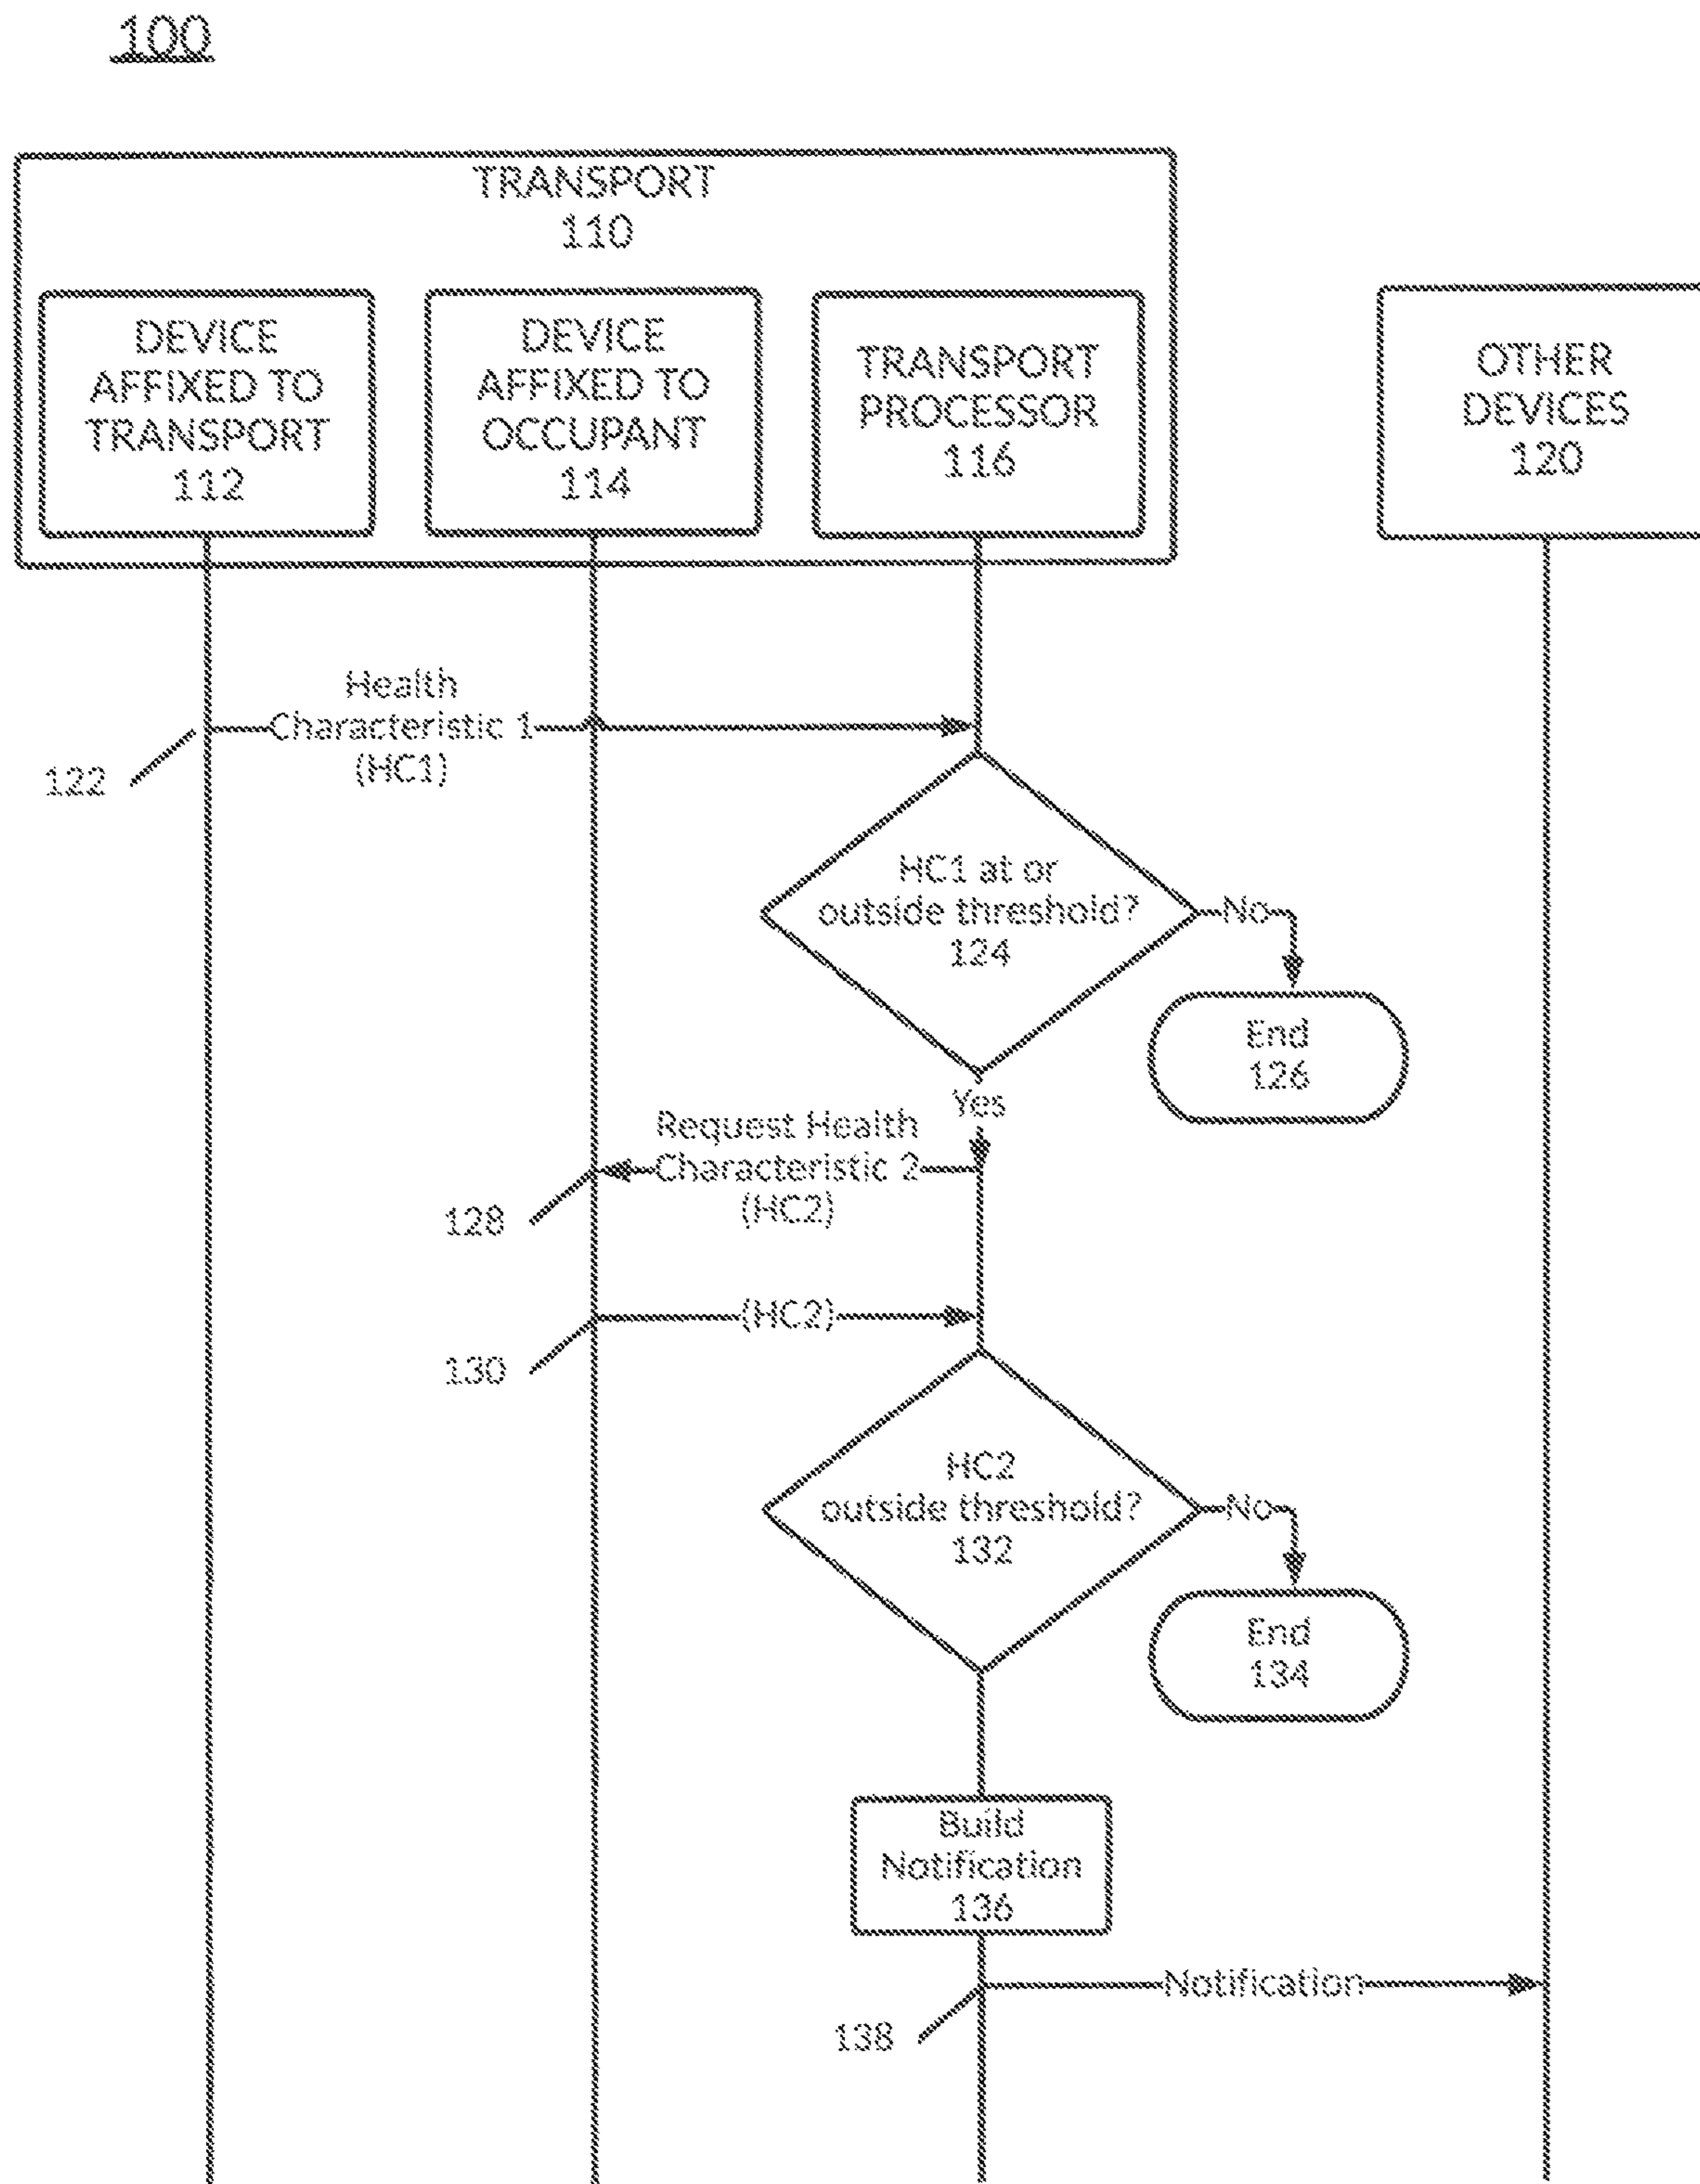 100
TRANSPORT
110
DEVICE
AFFIXED TO
TRANSPORT
112
DEVICE
AFFIXED TO
OCCUPANT
114
TRANSPORT
PROCESSOR
116
OTHER
DEVICES
120
Health
Characteristic 1
(HC1)
122
HC1 at or
outside threshold?
124
No
End
126
Yes
Request Health
Characteristic 2
(HC2)
128
(HC2)
130
HC2
outside threshold?
132
No
End
134
Build
Notification
136
Notification
138